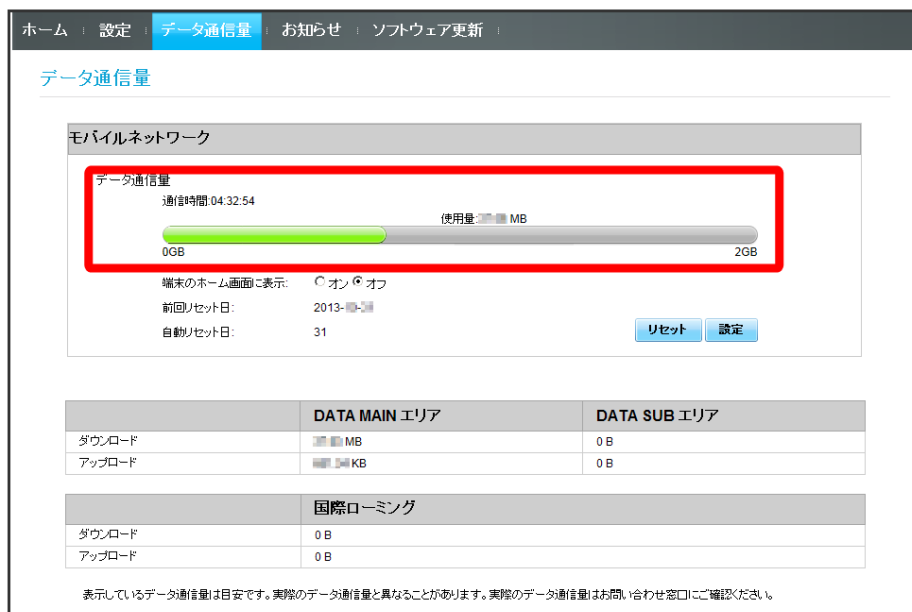 ホーム 設定 データ通信量 お知らせ ソフトウェア更新
データ通信量
モバイルネットワーク
データ通信量
通信時間:04:32:54
使用量: MB
0GB 2GB
端末のホーム画面に表示: オン オフ
前回リセット日: 2013-
自動リセット日: 31
リセット 設定
DATA MAIN エリア DATA SUB エリア
ダウンロード MB 0 B
アップロード KB 0 B
国際ローミング
ダウンロード 0 B
アップロード 0 B
表示しているデータ通信量は目安です。実際のデータ通信量と異なることがあります。実際のデータ通信量はお問い合わせ窓口にご確認ください。